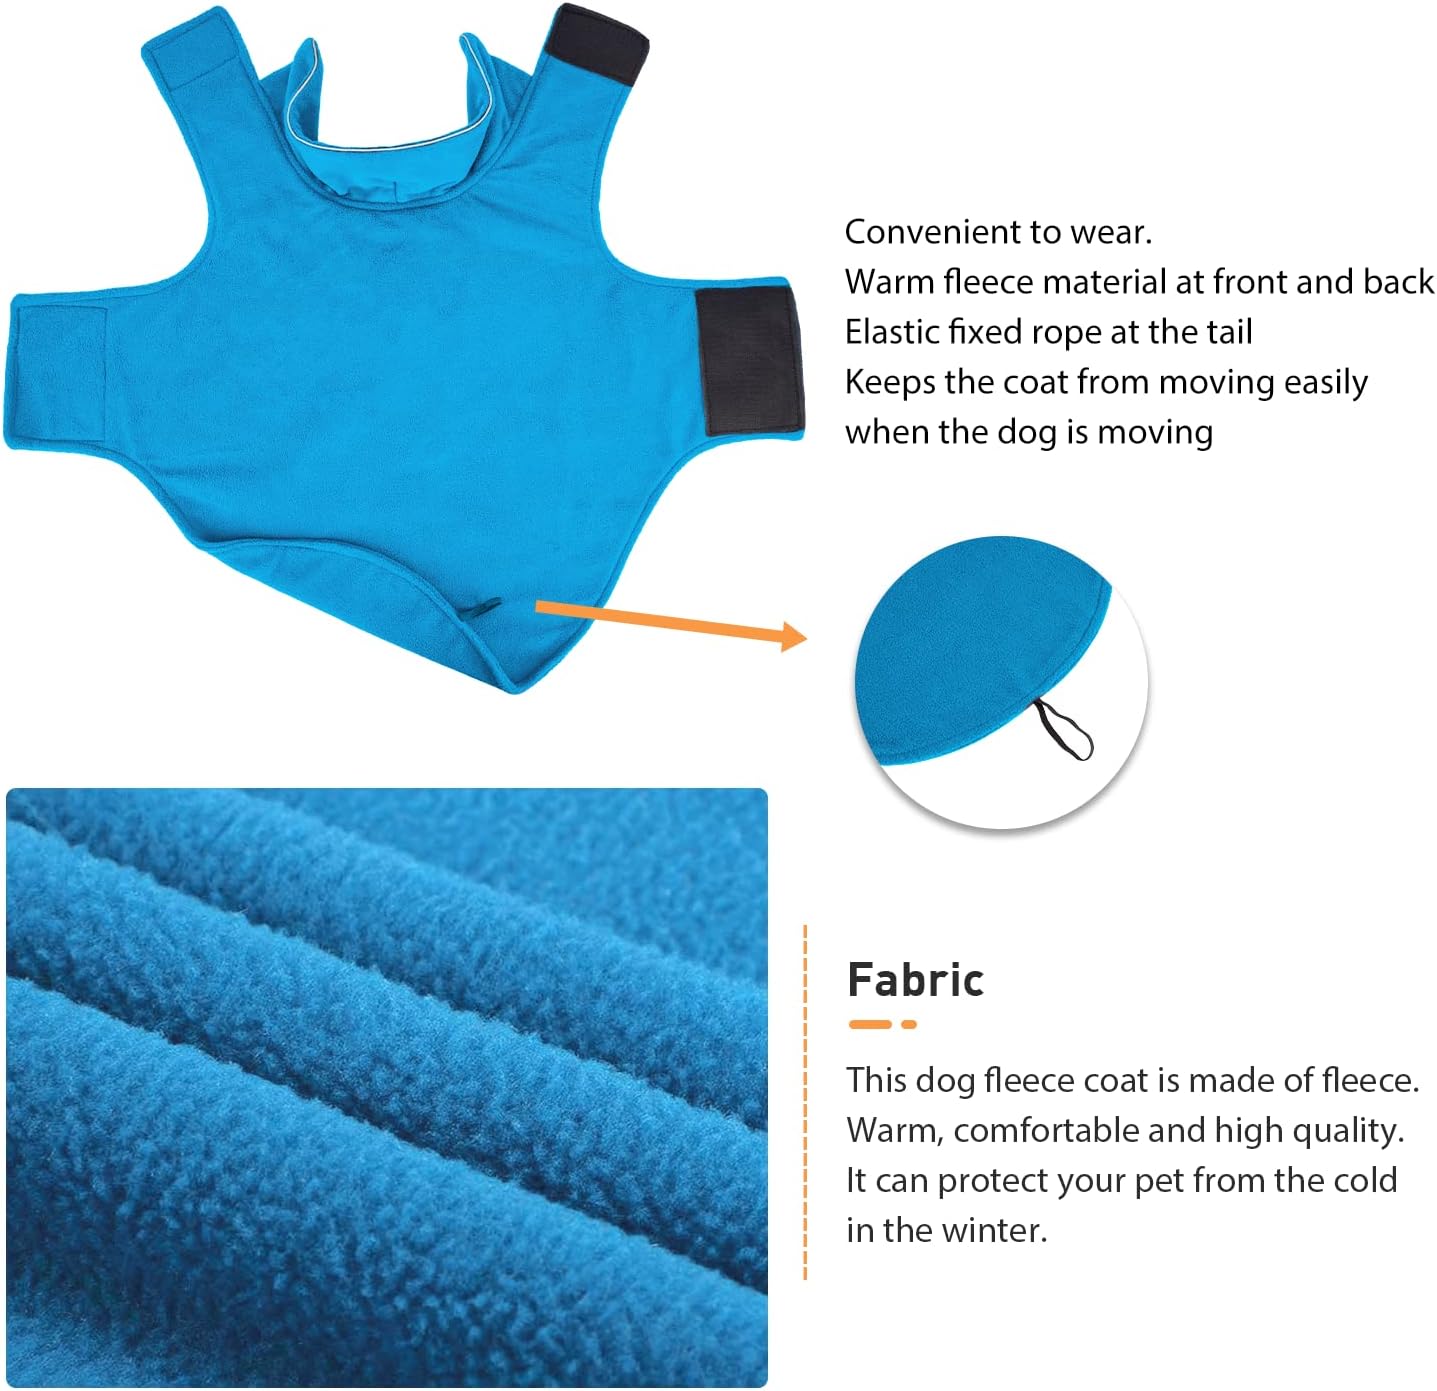 Convenient to wear.
Warm fleece material at front and back
Elastic fixed rope at the tail
Keeps the coat from moving easily
when the dog is moving
Fabric
This dog fleece coat is made of fleece.
Warm, comfortable and high quality.
It can protect your pet from the cold
in the winter.